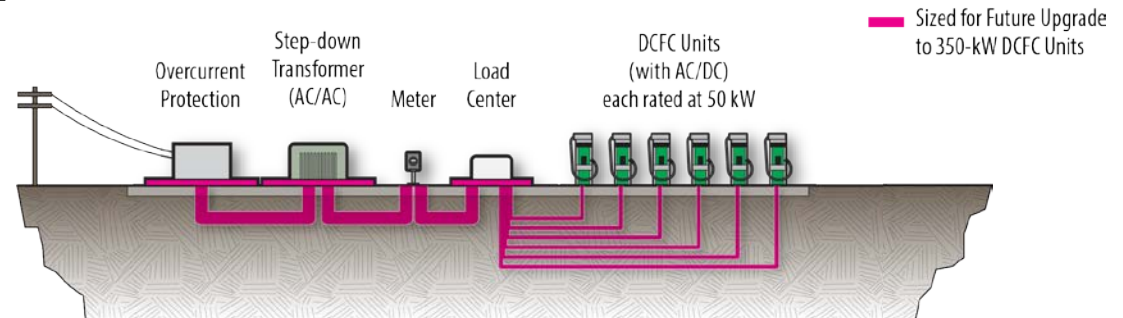 Sized for Future Upgrade
to 350-kW DCFC Units
Step-down
Transformer
(AC/AC)
DCFC Units
(with AC/DC)
each rated at 50 kW
Overcurrent
Protection
Meter
Load
Center